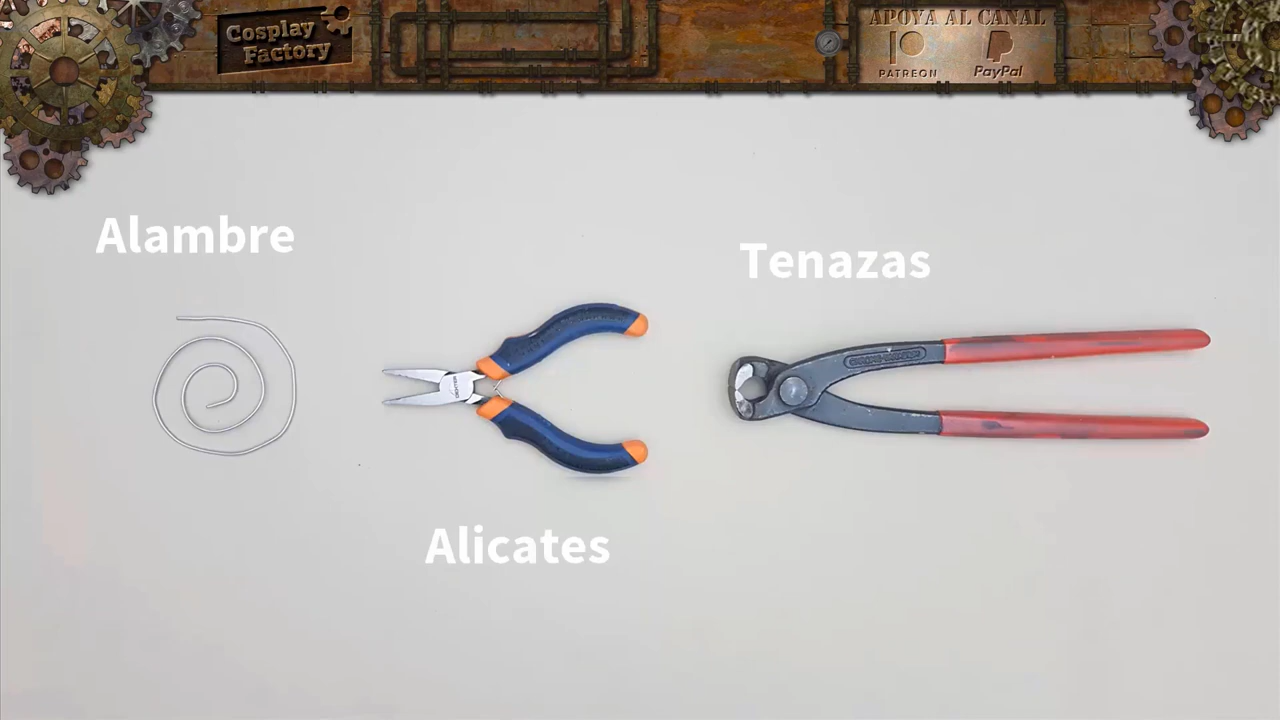 Cosplay
Factory
APOYA AL CANAL
PATREON
PayPal
Alambre
Tenazas
Alicates